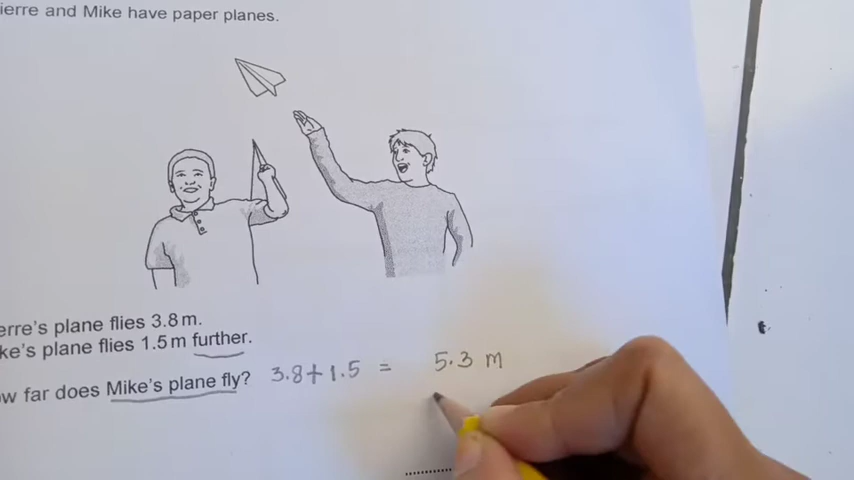 ierre and Mike have paper planes.
erre's plane flies 3.8 m.
ke's plane flies 1.5 m further.
ow far does Mike's plane fly? 3.8+1.5 = 5.3 m